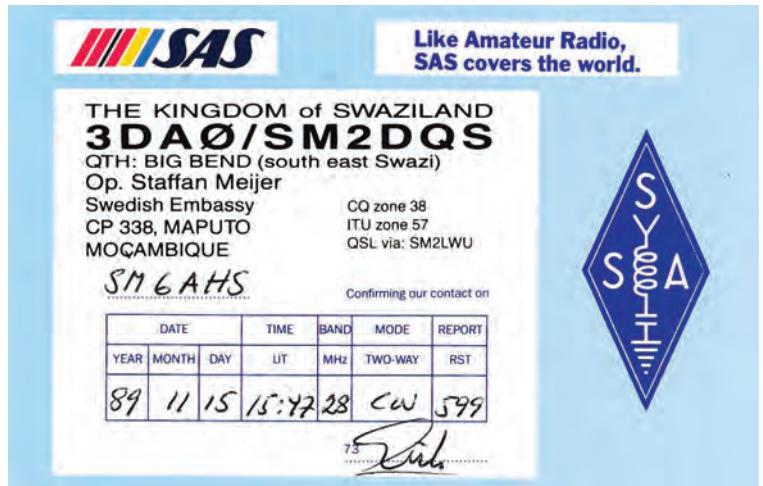 SAS
Like Amateur Radio,
SAS covers the world.
THE KINGDOM of SWAZILAND
3DAØ/SM2DQS
QTH: BIG BEND (south east Swazi)
Op. Staffan Meijer
Swedish Embassy
CP 338, MAPUTO
MOÇAMBIQUE
CQ zone 38
ITU zone 57
QSL via: SM2LWU
SM6AHS
Confirming our contact on
DATE TIME BAND MODE REPORT
YEAR MONTH DAY UT MHz TWO-WAY RST
89 11 15 15:47 28 CW 599
73
S
Y
S A